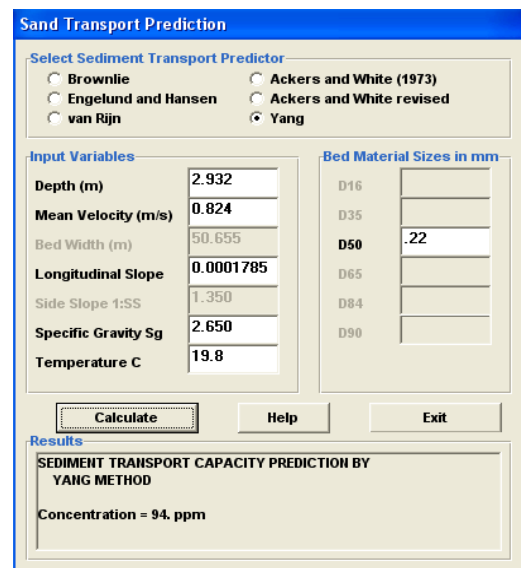 Sand Transport Prediction
Select Sediment Transport Predictor
Brownlie Ackers and White (1973)
Engelund and Hansen Ackers and White revised
van Rijn Yang
Input Variables Bed Material Sizes in mm
Depth (m) 2.932 D16
Mean Velocity (m/s) 0.824 D35
Bed Width (m) 50.655 D50 .22
Longitudinal Slope 0.0001785 D65
Side Slope 1:SS 1.350 D84
Specific Gravity Sg 2.650 D90
Temperature C 19.8
Calculate Help Exit
Results
SEDIMENT TRANSPORT CAPACITY PREDICTION BY
YANG METHOD
Concentration = 94. ppm